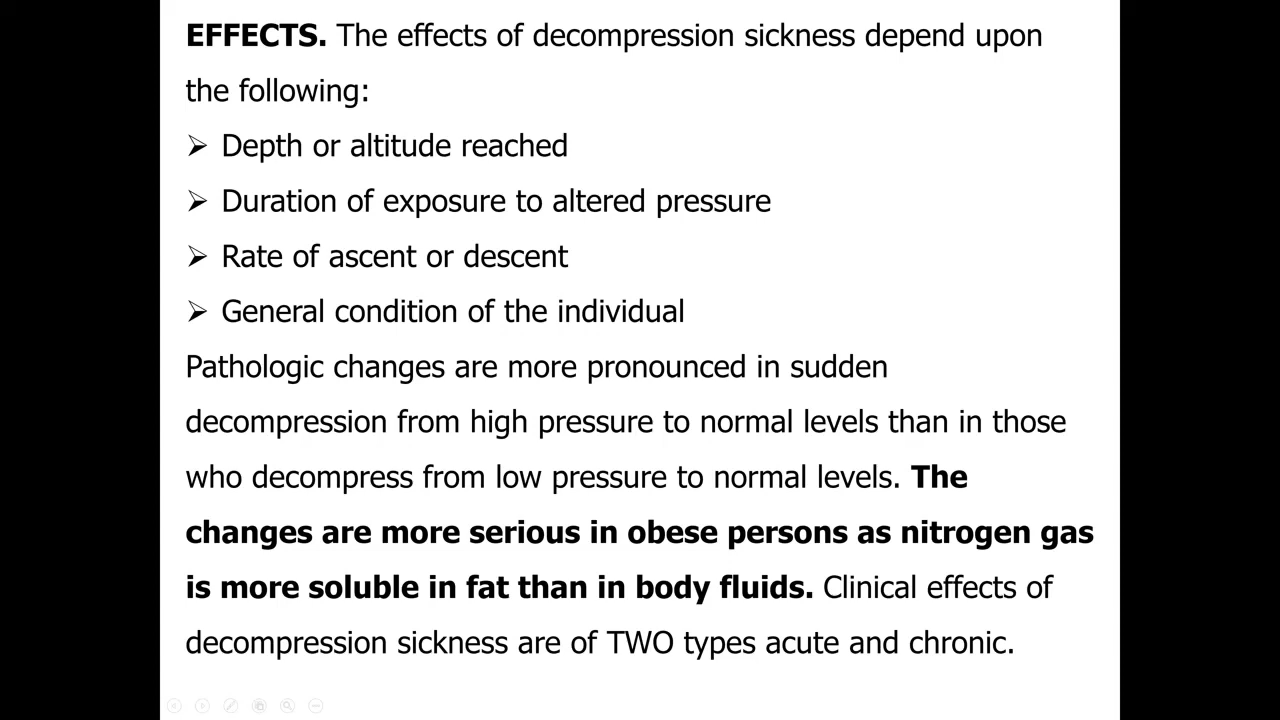 EFFECTS. The effects of decompression sickness depend upon
the following:
➢ Depth or altitude reached
➢ Duration of exposure to altered pressure
➢ Rate of ascent or descent
➢ General condition of the individual
Pathologic changes are more pronounced in sudden
decompression from high pressure to normal levels than in those
who decompress from low pressure to normal levels. The
changes are more serious in obese persons as nitrogen gas
is more soluble in fat than in body fluids. Clinical effects of
decompression sickness are of TWO types acute and chronic.